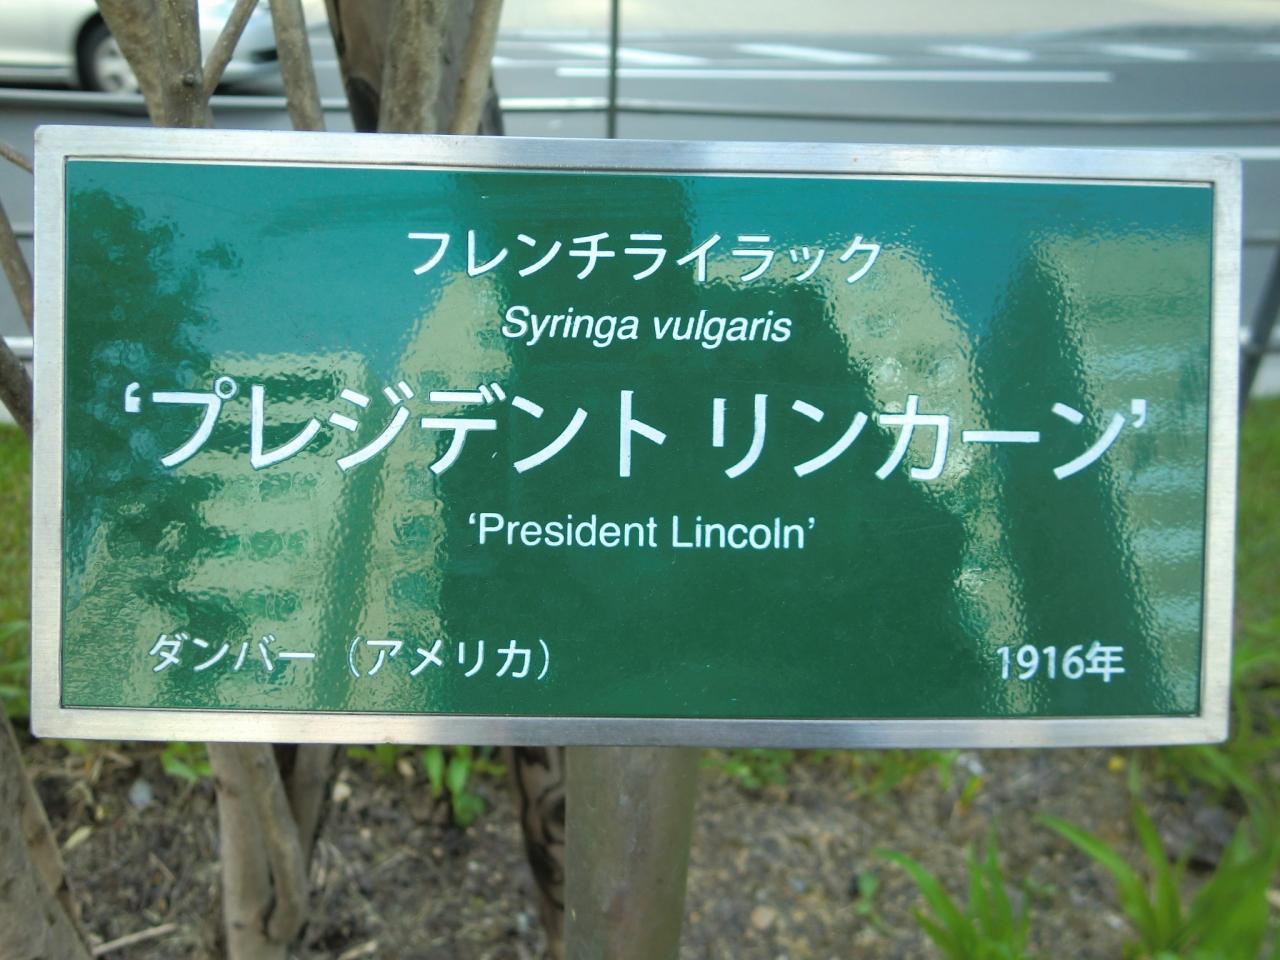 フレンチライラック
Syringa vulgaris
‘プレジデント リンカーン’
‘President Lincoln’
ダンバー（アメリカ） 1916年